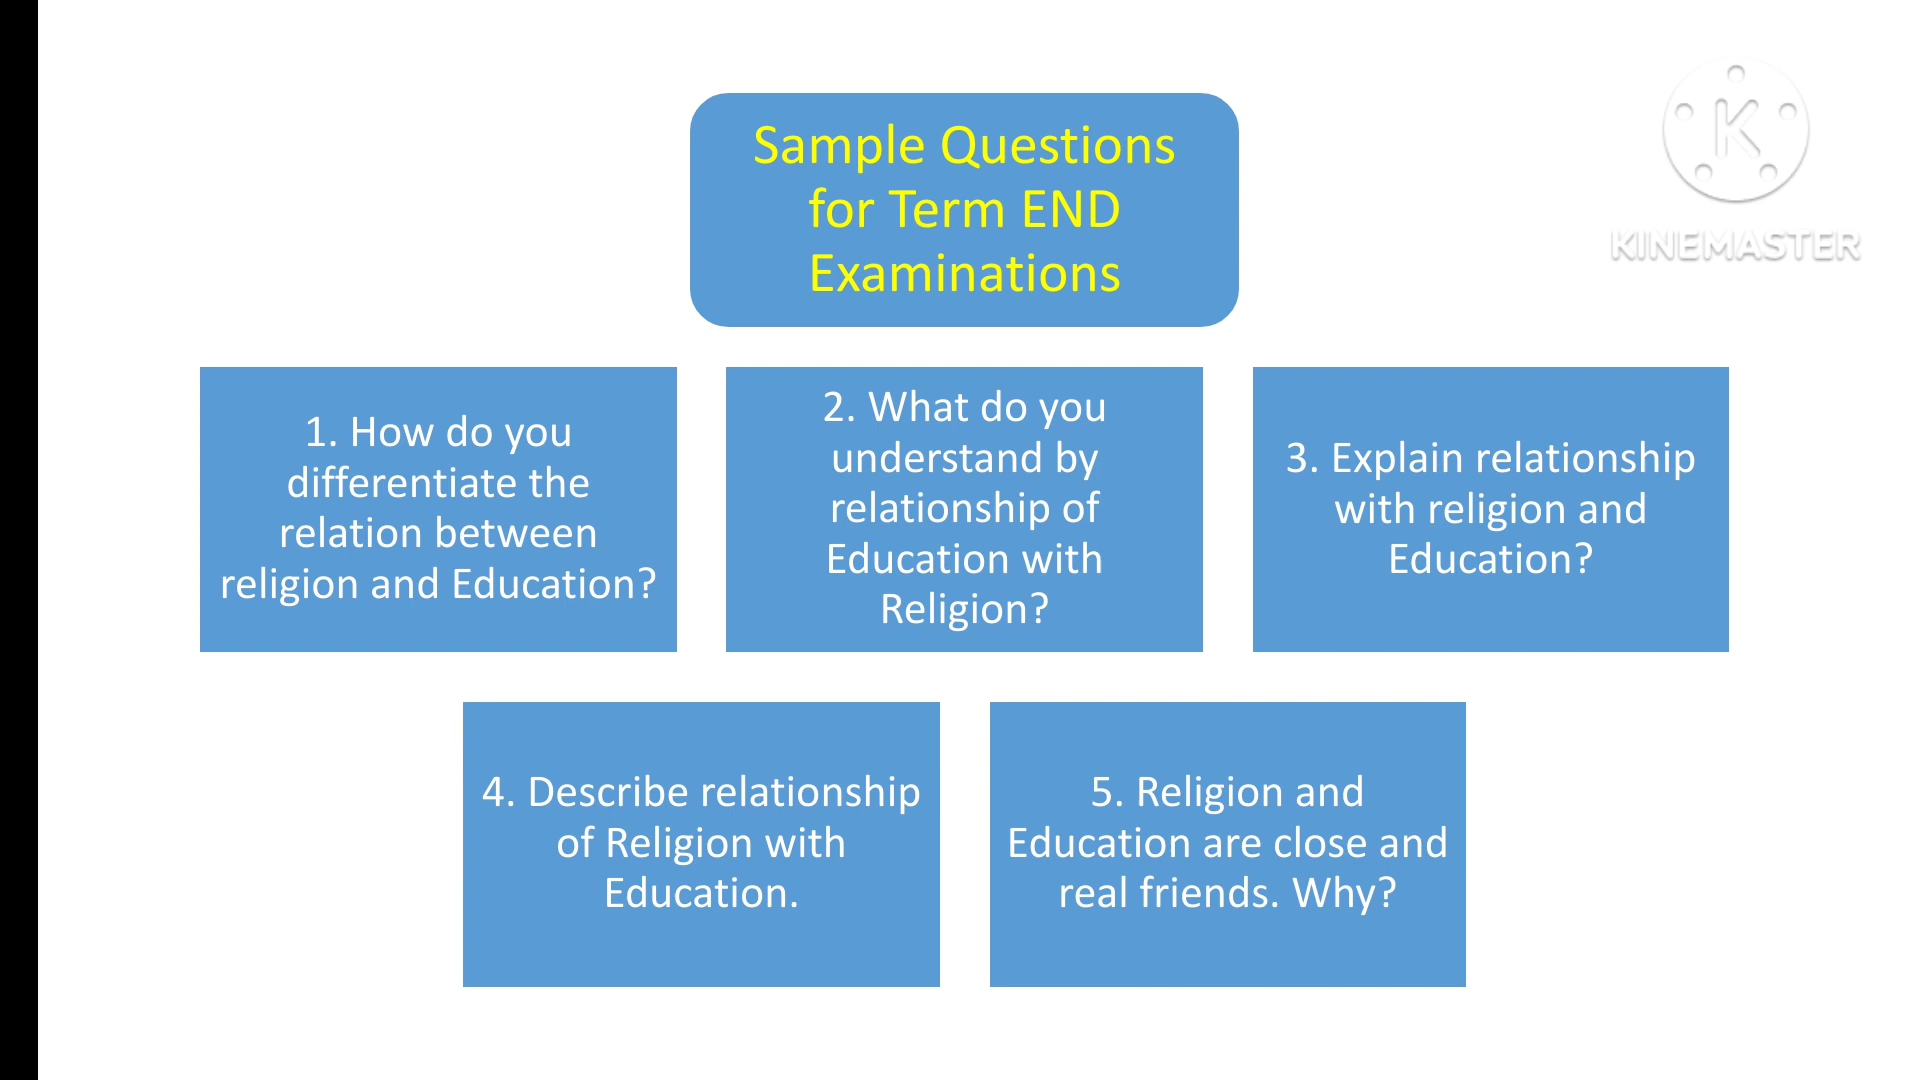 Sample Questions
for Term END
Examinations
K
KINEMASTER
1. How do you
differentiate the
relation between
religion and Education?
2. What do you
understand by
relationship of
Education with
Religion?
3. Explain relationship
with religion and
Education?
4. Describe relationship
of Religion with
Education.
5. Religion and
Education are close and
real friends. Why?